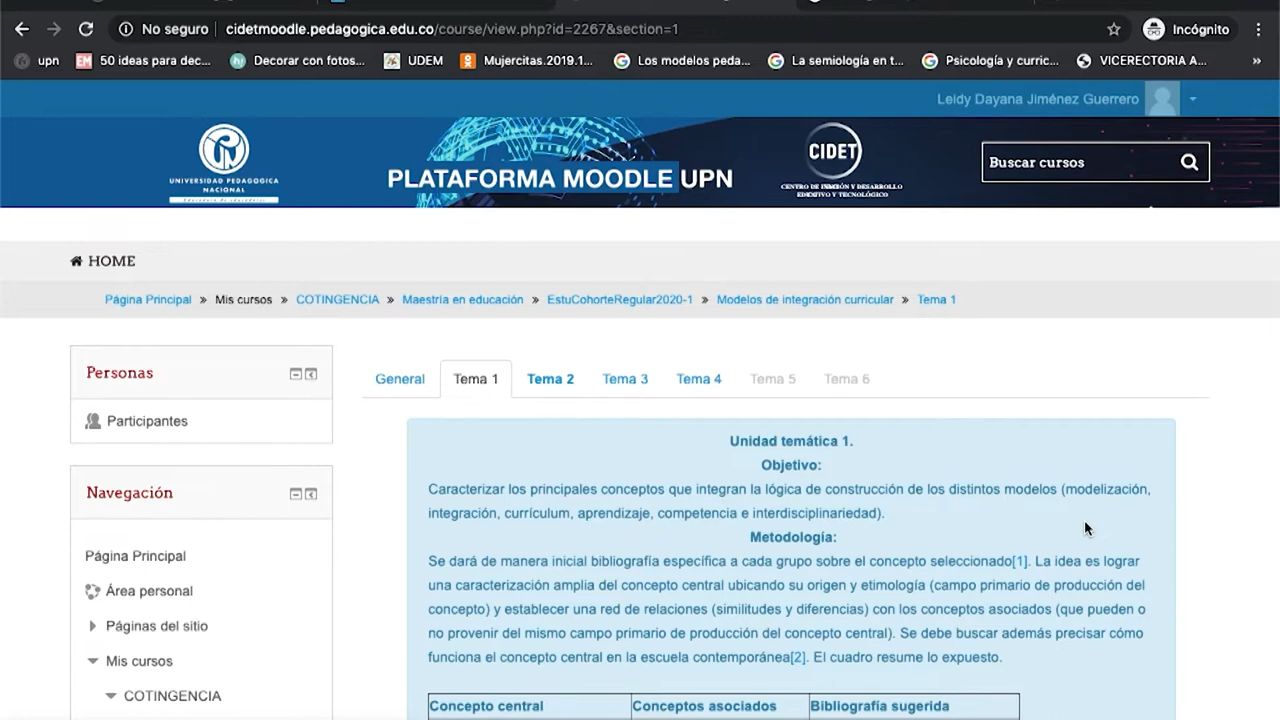 No seguro
cidetmoodle.pedagogica.edu.co/course/view.php?id=2267&section=1
Incógnito
upn
50 ideas para dec...
Decorar con fotos...
UDEM
Mujercitas.2019.1...
Los modelos peda...
La semiología en t...
Psicología y curric...
VICERECTORIA A...
»
Leidy Dayana Jiménez Guerrero
UNIVERSIDAD PEDAGOGICA
NACIONAL
PLATAFORMA MOODLE UPN
CIDET
Buscar cursos
HOME
Página Principal » Mis cursos » COTINGENCIA » Maestría en educación » EstuCohorteRegular2020-1 » Modelos de integración curricular » Tema 1
Personas
Participantes
Navegación
Página Principal
Área personal
Páginas del sitio
Mis cursos
COTINGENCIA
General
Tema 1
Tema 2
Tema 3
Tema 4
Tema 5
Tema 6
Unidad temática 1.
Objetivo:
Caracterizar los principales conceptos que integran la lógica de construcción de los distintos modelos (modelización,
integración, currículum, aprendizaje, competencia e interdisciplinariedad).
Metodología:
Se dará de manera inicial bibliografía específica a cada grupo sobre el concepto seleccionado[1]. La idea es lograr
una caracterización amplia del concepto central ubicando su origen y etimología (campo primario de producción del
concepto) y establecer una red de relaciones (similitudes y diferencias) con los conceptos asociados (que pueden o
no provenir del mismo campo primario de producción del concepto central). Se debe buscar además precisar cómo
funciona el concepto central en la escuela contemporánea[2]. El cuadro resume lo expuesto.
Concepto central
Conceptos asociados
Bibliografía sugerida